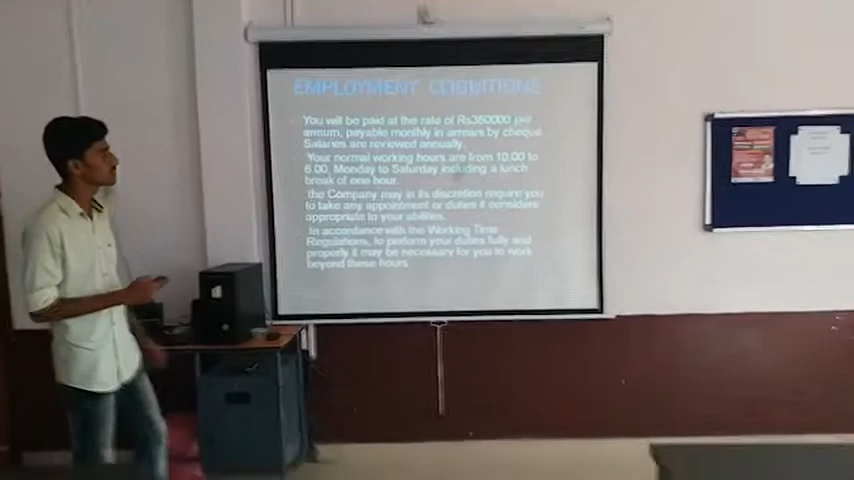 EMPLOYMENT CONDITIONS
You will be paid at the rate of Rs360000 per
annum, payable monthly in arrears by cheque
Salaries are reviewed annually.
Your normal working hours are from 10.00 to
6.00, Monday to Saturday including a lunch
break of one hour.
the Company may in its discretion require you
to take any appointment or duties it considers
appropriate to your abilities.
In accordance with the Working Time
Regulations, to perform your duties fully and
properly it may be necessary for you to work
beyond these hours.